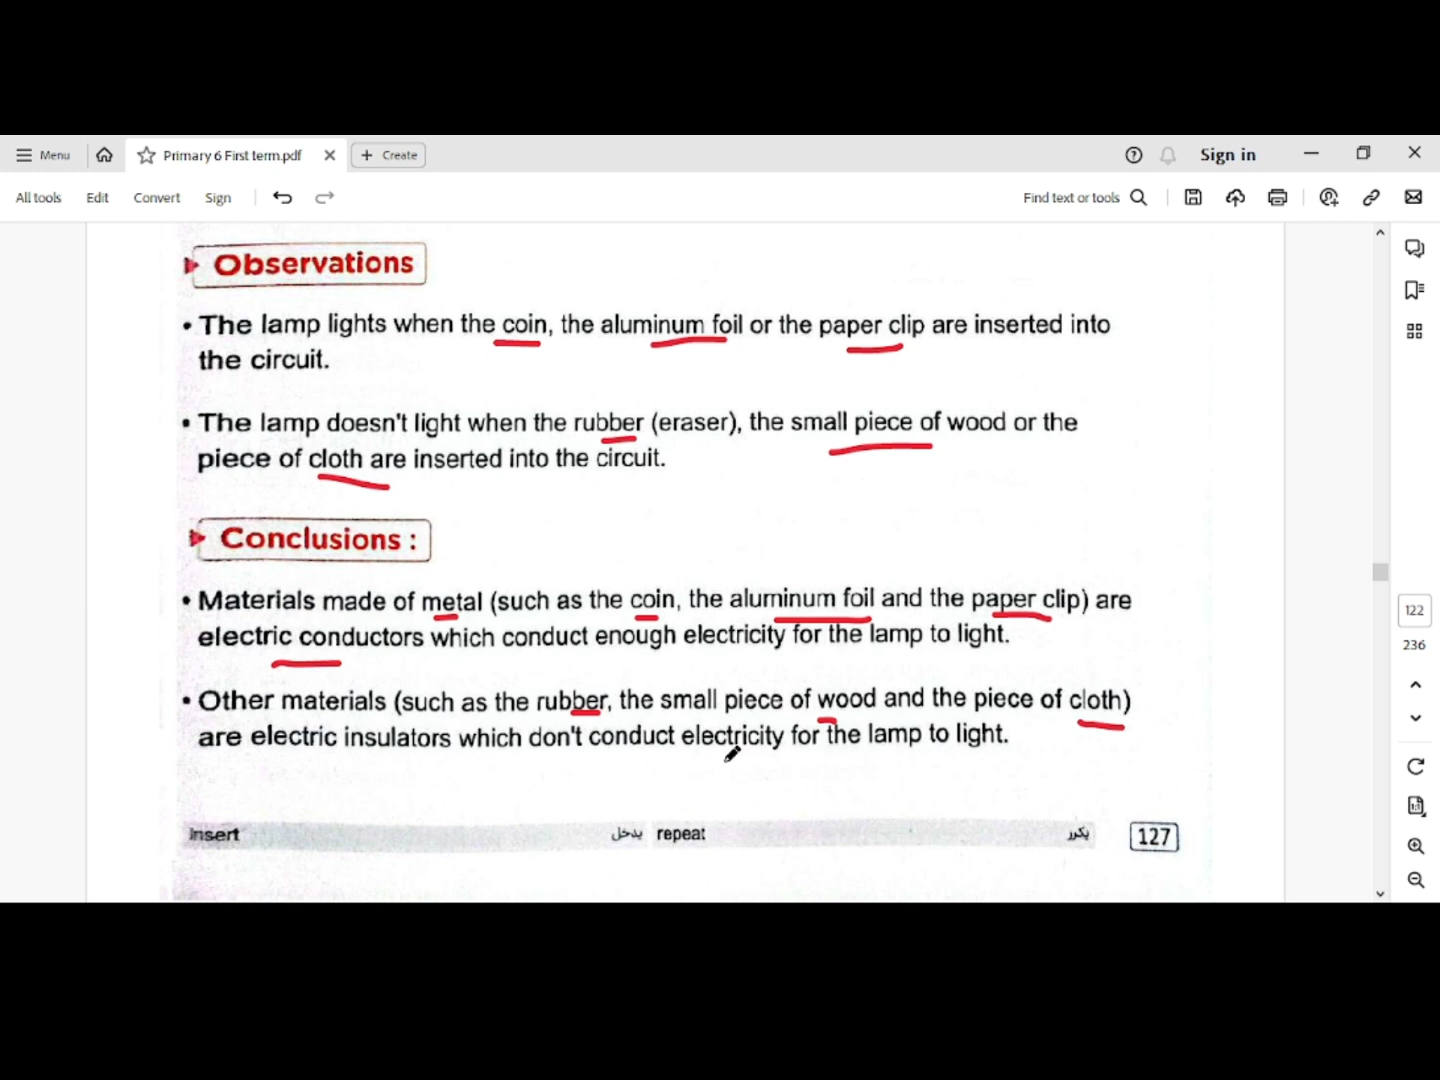 Menu
Primary 6 First term.pdf
Create
Sign in
All tools
Edit
Convert
Sign
Find text or tools
Observations
• The lamp lights when the coin, the aluminum foil or the paper clip are inserted into
the circuit.
• The lamp doesn't light when the rubber (eraser), the small piece of wood or the
piece of cloth are inserted into the circuit.
Conclusions :
• Materials made of metal (such as the coin, the aluminum foil and the paper clip) are
electric conductors which conduct enough electricity for the lamp to light.
• Other materials (such as the rubber, the small piece of wood and the piece of cloth)
are electric insulators which don't conduct electricity for the lamp to light.
Insert يدخل repeat يكرر 127
122
236